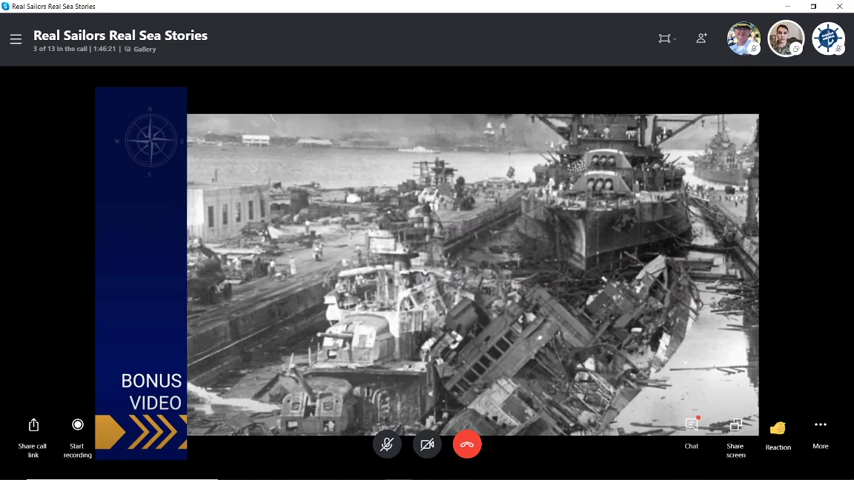 Real Sailors Real Sea Stories
Real Sailors Real Sea Stories
3 of 13 in the call | 1:46:21 | Gallery
N
W
E
S
BONUS
VIDEO
Share call
link
Start
recording
Chat
Share
screen
Reaction
More